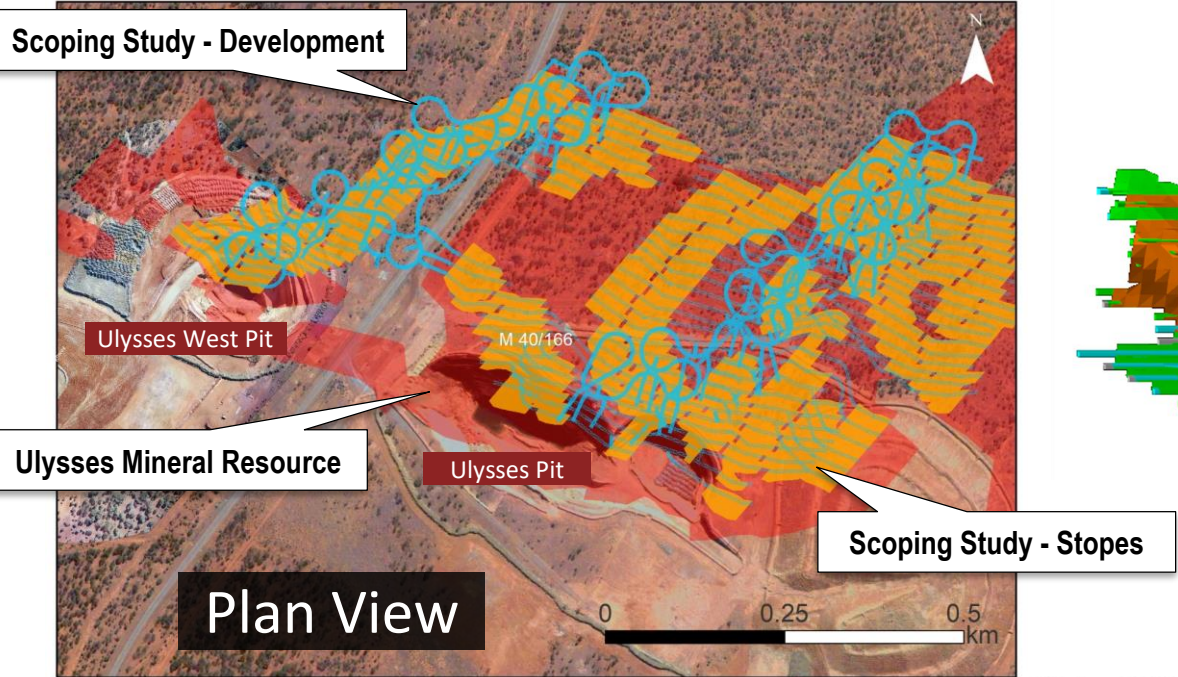 Scoping Study - Development
N
Ulysses West Pit
M 40/166
Ulysses Mineral Resource
Ulysses Pit
Scoping Study - Stopes
Plan View
0 0.25 0.5
km